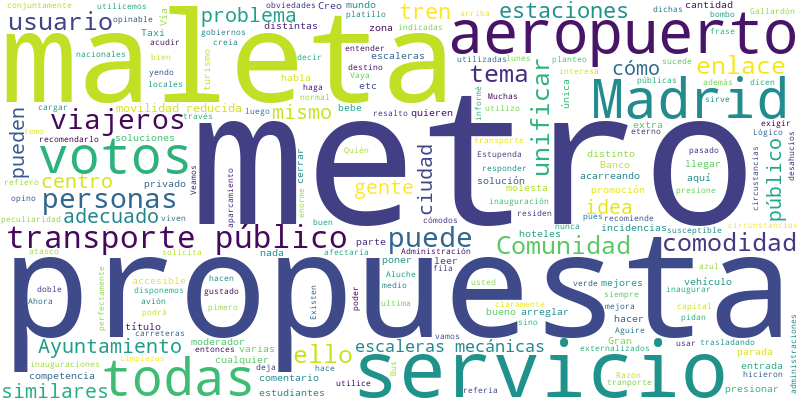 conjuntamente
obviedades
Bus
utilicemos
opinable
platillo
Creo
mundo
Vía
gobiernos
bombo
arriba
dichas
cantidad
Gallardón
usuario
Taxi
acudir
distintas
problema
estaciones
tren
frase
nacionales
bien
creía
zona
indicadas
maleta
aeropuerto
yendo
locales
turismo
entender
escaleras
destino
utilizadas
lunes
planteo
sucede
además
dicen
decir
Vaya
tema
cómo
enlace
habla
haga
etc
informé
interesa
públicas
cargar
movilidad reducida
normal
Muchas
utilizo
única
sirve
Madrid
viajeros
través
luego
mismo
bebe
quieren
resalto
unificar
extra
eterno
Lógico
exigir
pueden
temo
recomendarlo
soluciones
Quién
transporte
Estupenda
responder
distinto
Banco
pasado
llegar
circunstancias
desahucios
votos
metro
refiero
centro
privado
Veamos
aparcamiento
enorme
cerrar
gente
ciudad
solución
molesta
acarreando
promoción
aquí
presione
público
opino
personas
inauguración
idea
peculiaridad
viven
adecuado
buen
cómodos
residen
pues
recomiende
circunstancias
transporte público
parte
Administración
puede
nunca
incidencias
susceptible
atasco
solicita
nada
afectaría
hoteles
Comunidad
comodidad
doble
perfectamente
hacen
poner
leer
Aluche
fila
usted
verde
mejores
azul
vehículo
Ahora
disponemos
accesible
avión
gustado
Existen
poder
medio
claramente
siempre
inaugurar
propuesta
podrá
pimero
ultima
bueno
arreglar
mejora
capital
título
carreteras
sino
hacer
Aguire
pidan
usar
trasladando
administraciones
Ayuntamiento
moderador
entonces
varias
ello
vamos
escaleras mecánicas
Gran
externalizados
parada
inauguraciones
limpiezas
cualquier
deja
hace
servicio
Razón
tranporte
entrada
hicieron
competencia
todas
comentario
utilice
refería
similares
estudiantes
presionar